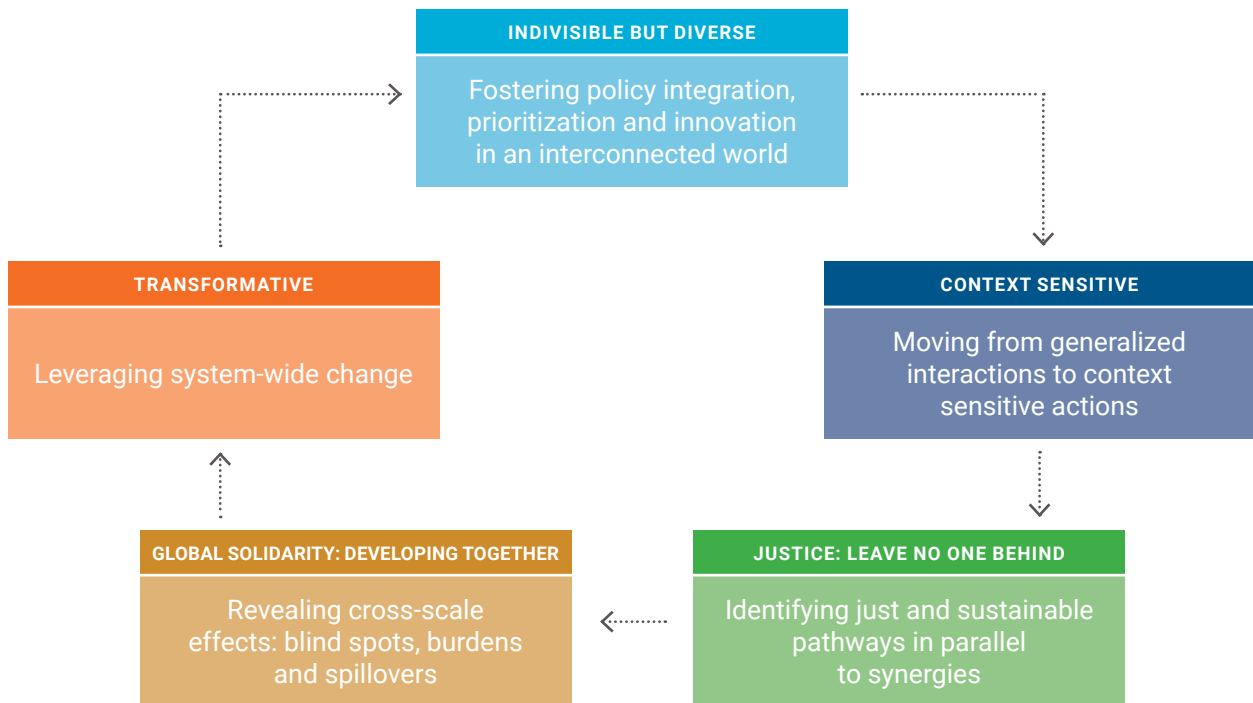 INDIVISIBLE BUT DIVERSE
Fostering policy integration,
prioritization and innovation
in an interconnected world
CONTEXT SENSITIVE
Moving from generalized
interactions to context
sensitive actions
JUSTICE: LEAVE NO ONE BEHIND
Identifying just and sustainable
pathways in parallel
to synergies
GLOBAL SOLIDARITY: DEVELOPING TOGETHER
Revealing cross-scale
effects: blind spots, burdens
and spillovers
TRANSFORMATIVE
Leveraging system-wide change